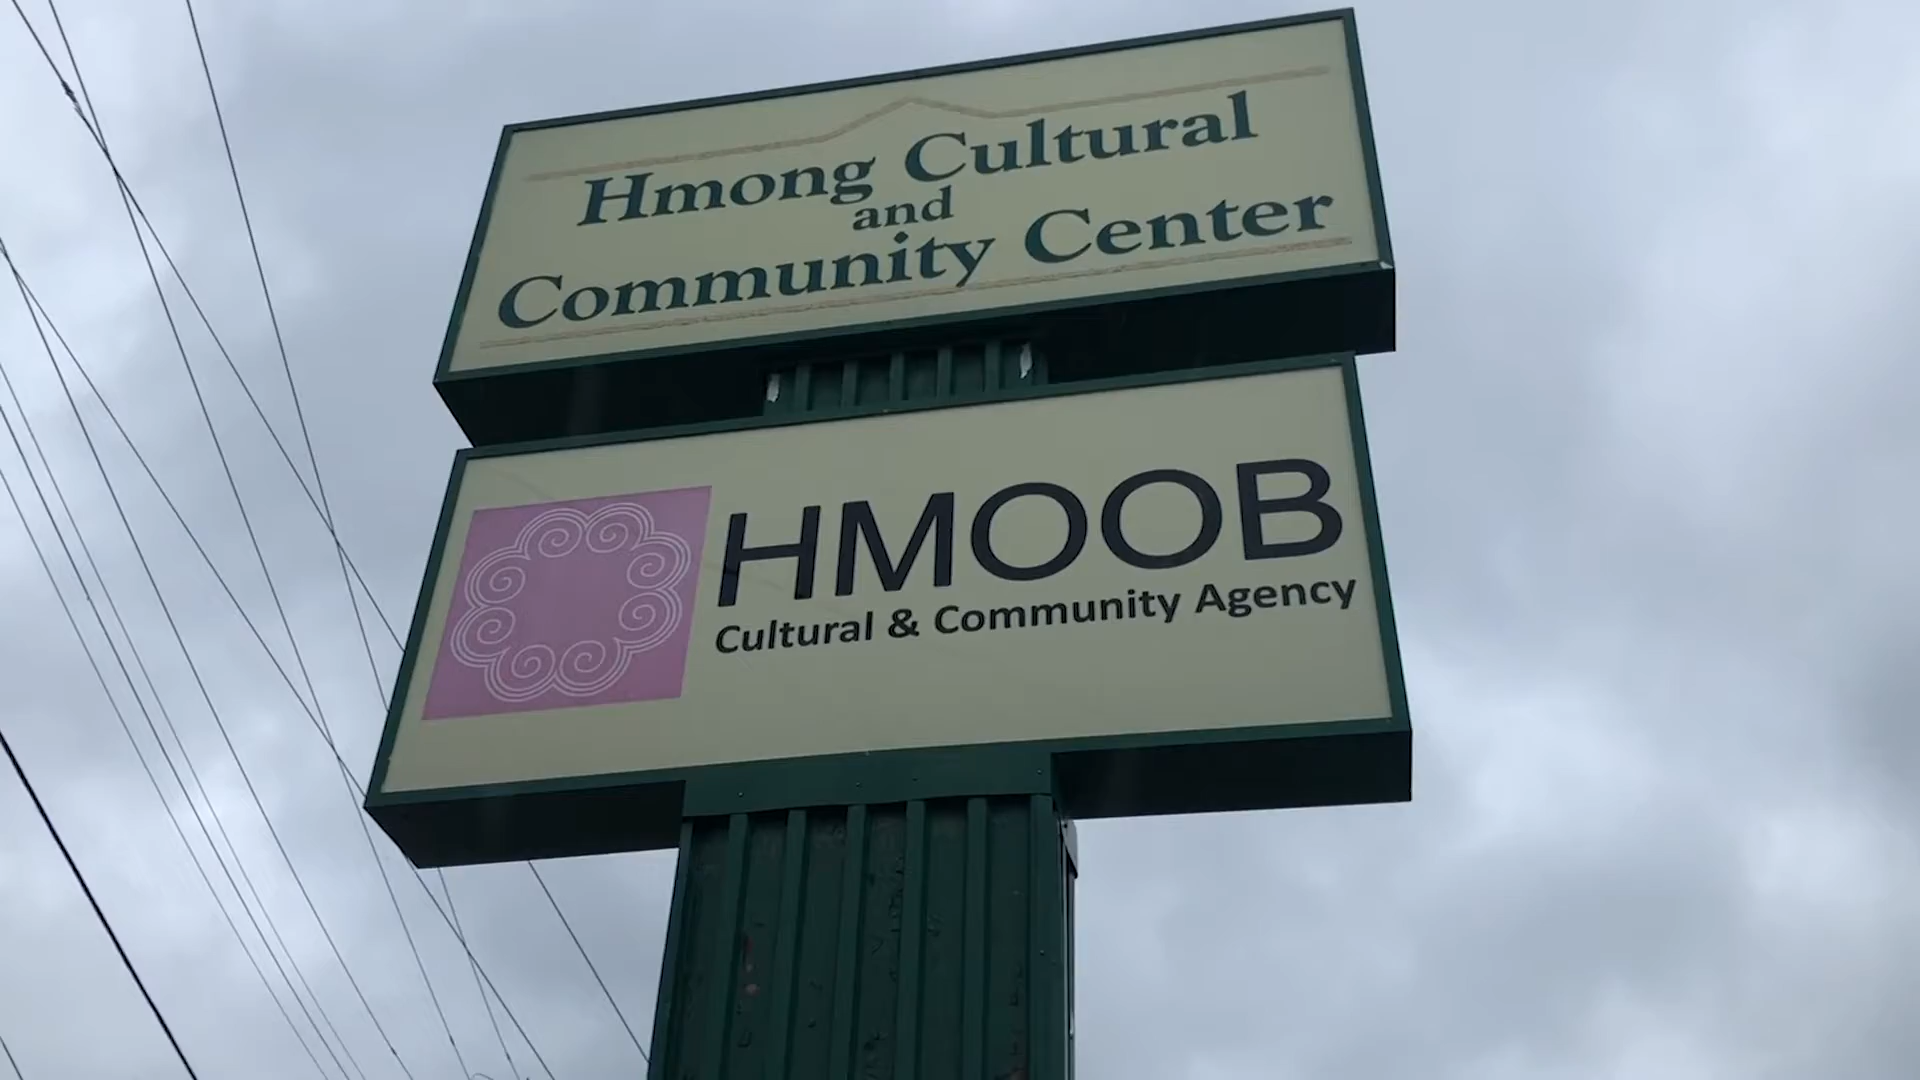 Hmong Cultural
and
Community Center
HMOOB
Cultural & Community Agency